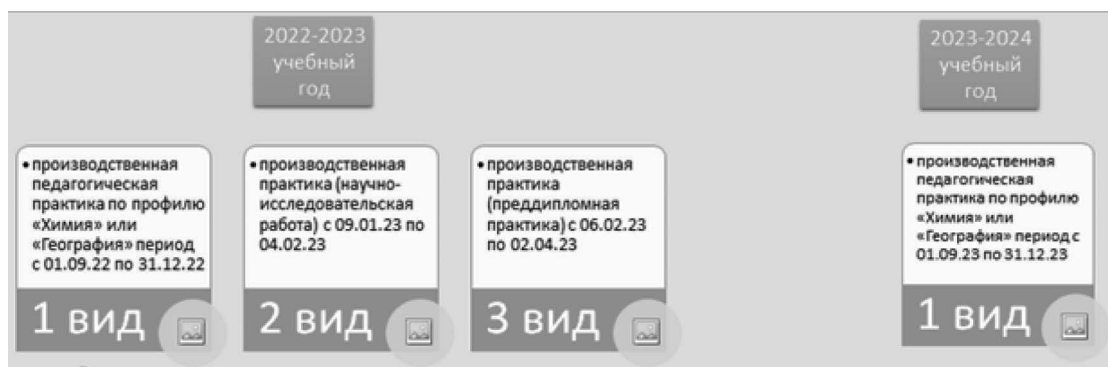 2022-2023
учебный
год
2023-2024
учебный
год
• производственная
педагогическая
практика по профилю
«Химия» или
«География» период
с 01.09.22 по 31.12.22
1 вид
• производственная
практика (научно-
исследовательская
работа) с 09.01.23 по
04.02.23
2 вид
• производственная
практика
(преддипломная
практика) с 06.02.23
по 02.04.23
3 вид
• производственная
педагогическая
практика по профилю
«Химия» или
«География» период с
01.09.23 по 31.12.23
1 вид